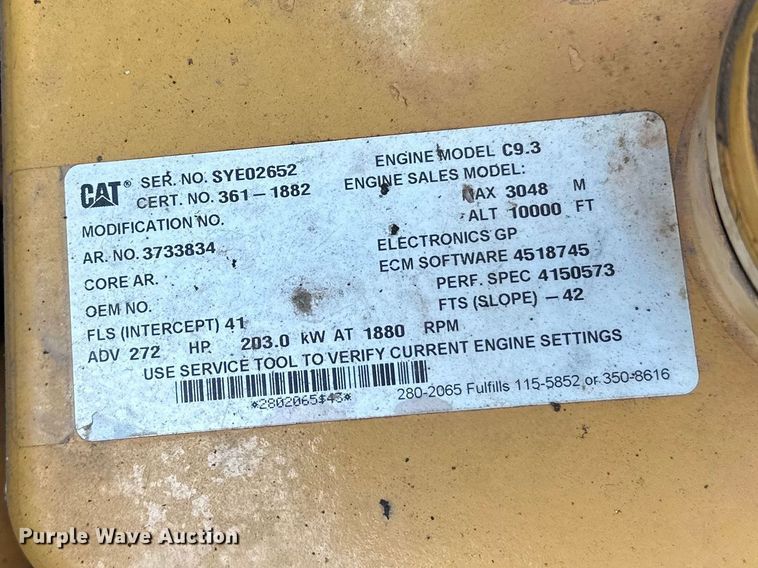 CAT®
SER. NO. SYE02652
CERT. NO. 361-1882
MODIFICATION NO.
AR. NO. 3733834
CORE AR.
OEM NO.
FLS (INTERCEPT) 41
ADV 272 HP 203.0 kW AT 1880 RPM
ENGINE MODEL C9.3
ENGINE SALES MODEL:
MAX 3048 M
ALT 10000 FT
ELECTRONICS GP
ECM SOFTWARE 4518745
PERF. SPEC 4150573
FTS (SLOPE) -42
USE SERVICE TOOL TO VERIFY CURRENT ENGINE SETTINGS
*2802065$43*
280-2065 Fulfills 115-5852 or 350-8616
Purple Wave Auction